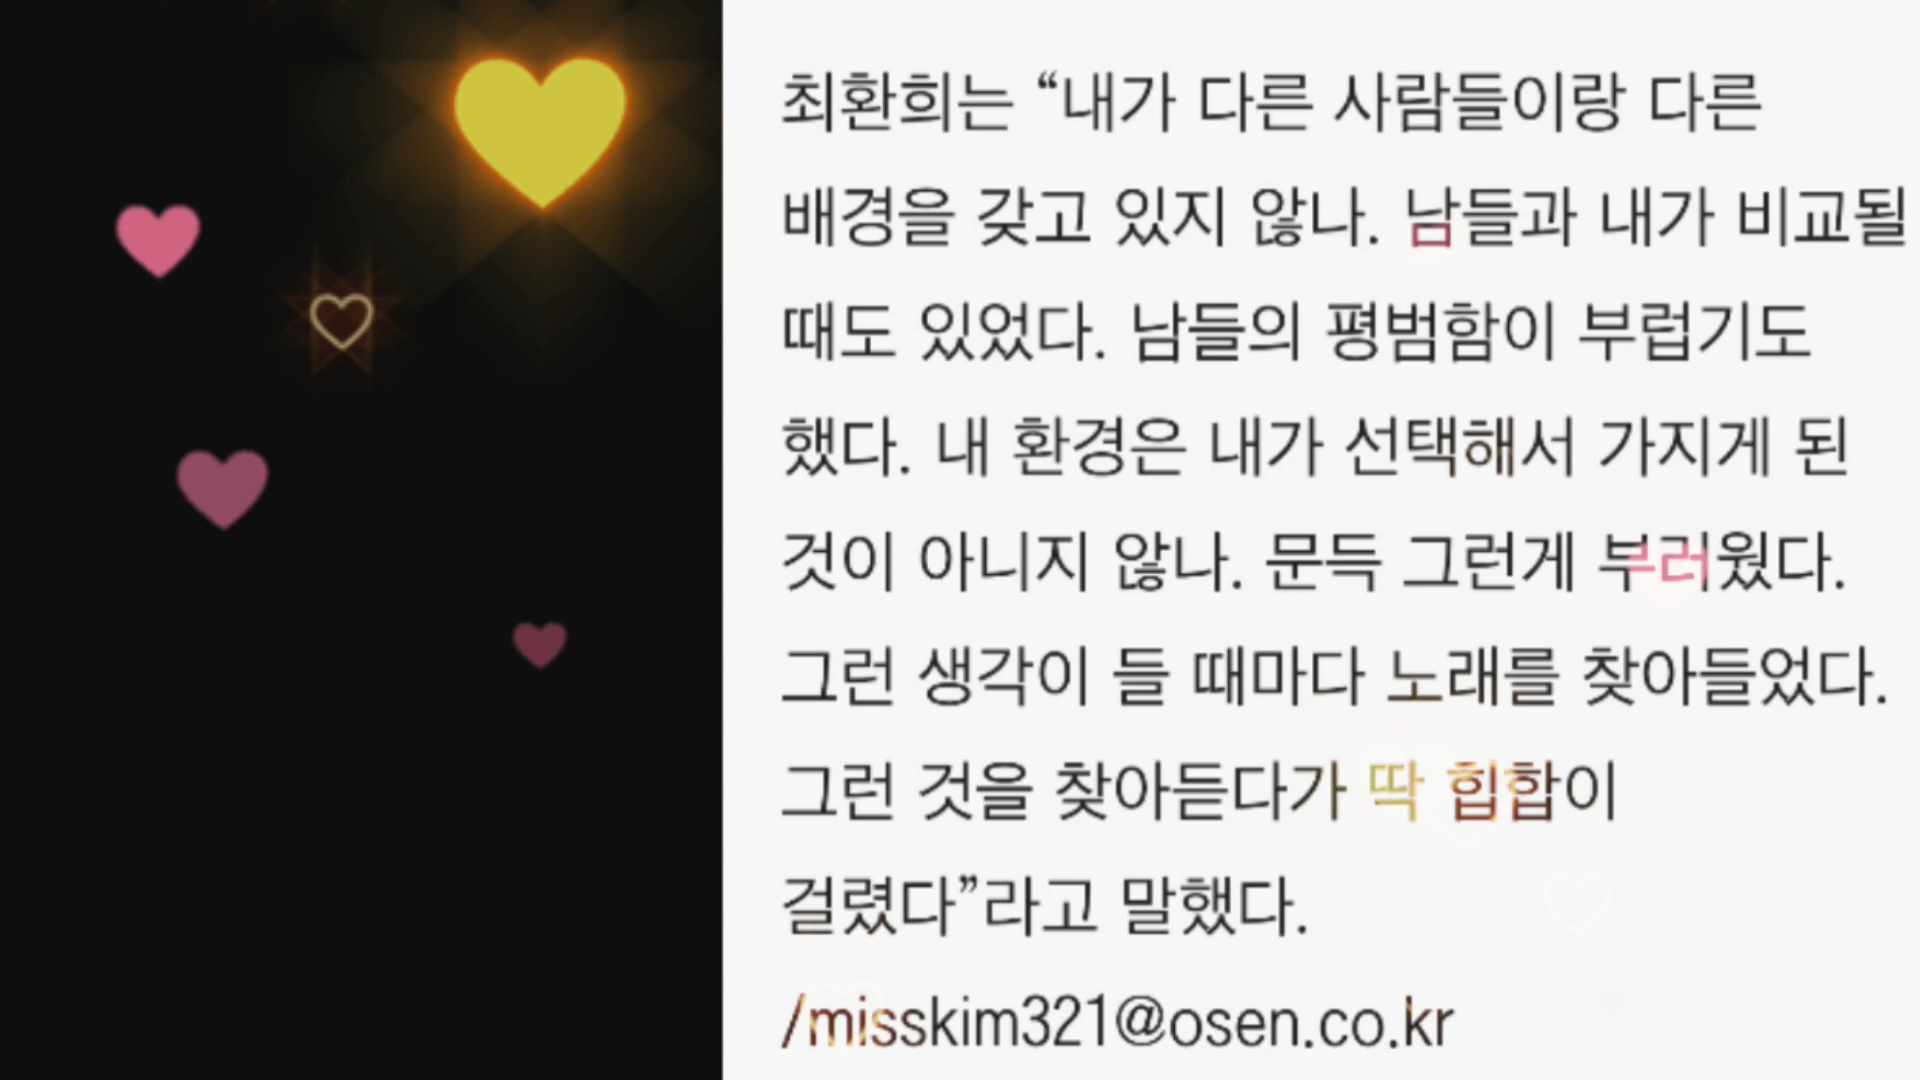 최환희는 “내가 다른 사람들이랑 다른
배경을 갖고 있지 않나. 남들과 내가 비교될
때도 있었다. 남들의 평범함이 부럽기도
했다. 내 환경은 내가 선택해서 가지게 된
것이 아니지 않나. 문득 그런게 부러웠다.
그런 생각이 들 때마다 노래를 찾아들었다.
그런 것을 찾아듣다가 딱 힙합이
걸렸다”라고 말했다.
/misskim321@osen.co.kr